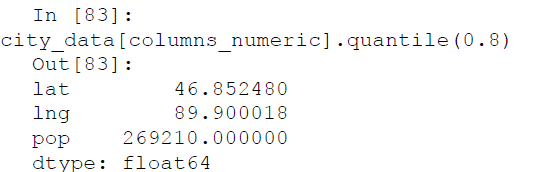 In [83]:
city_data[columns_numeric].quantile(0.8)
Out[83]:
lat 46.852480
lng 89.900018
pop 269210.000000
dtype: float64